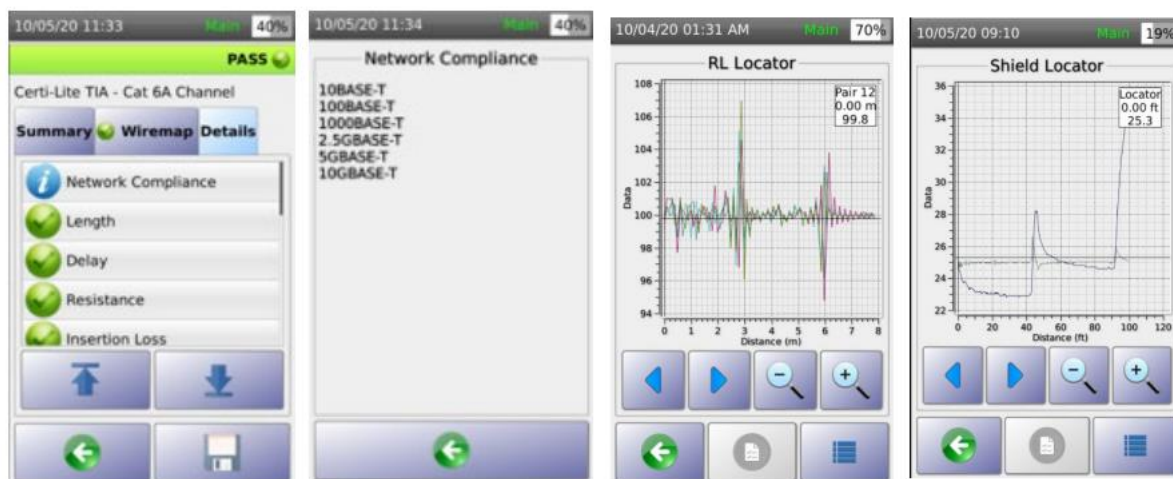 10/05/20 11:33 Main 40%
PASS
Certi-Lite TIA - Cat 6A Channel
Summary Wiremap Details
i Network Compliance
Length
Delay
Resistance
Insertion Loss
10/05/20 11:34 Main 40%
Network Compliance
10BASE-T
100BASE-T
1000BASE-T
2.5GBASE-T
5GBASE-T
10GBASE-T
10/04/20 01:31 AM Main 70%
RL Locator
Pair 12
0.00 m
99.8
108
106
104
102
100
98
96
94
Data
0 1 2 3 4 5 6 7 8
Distance (m)
10/05/20 09:10 Main 19%
Shield Locator
Locator
0.00 ft
25.3
36
34
32
30
28
26
24
22
Data
0 20 40 60 80 100 120
Distance (ft)